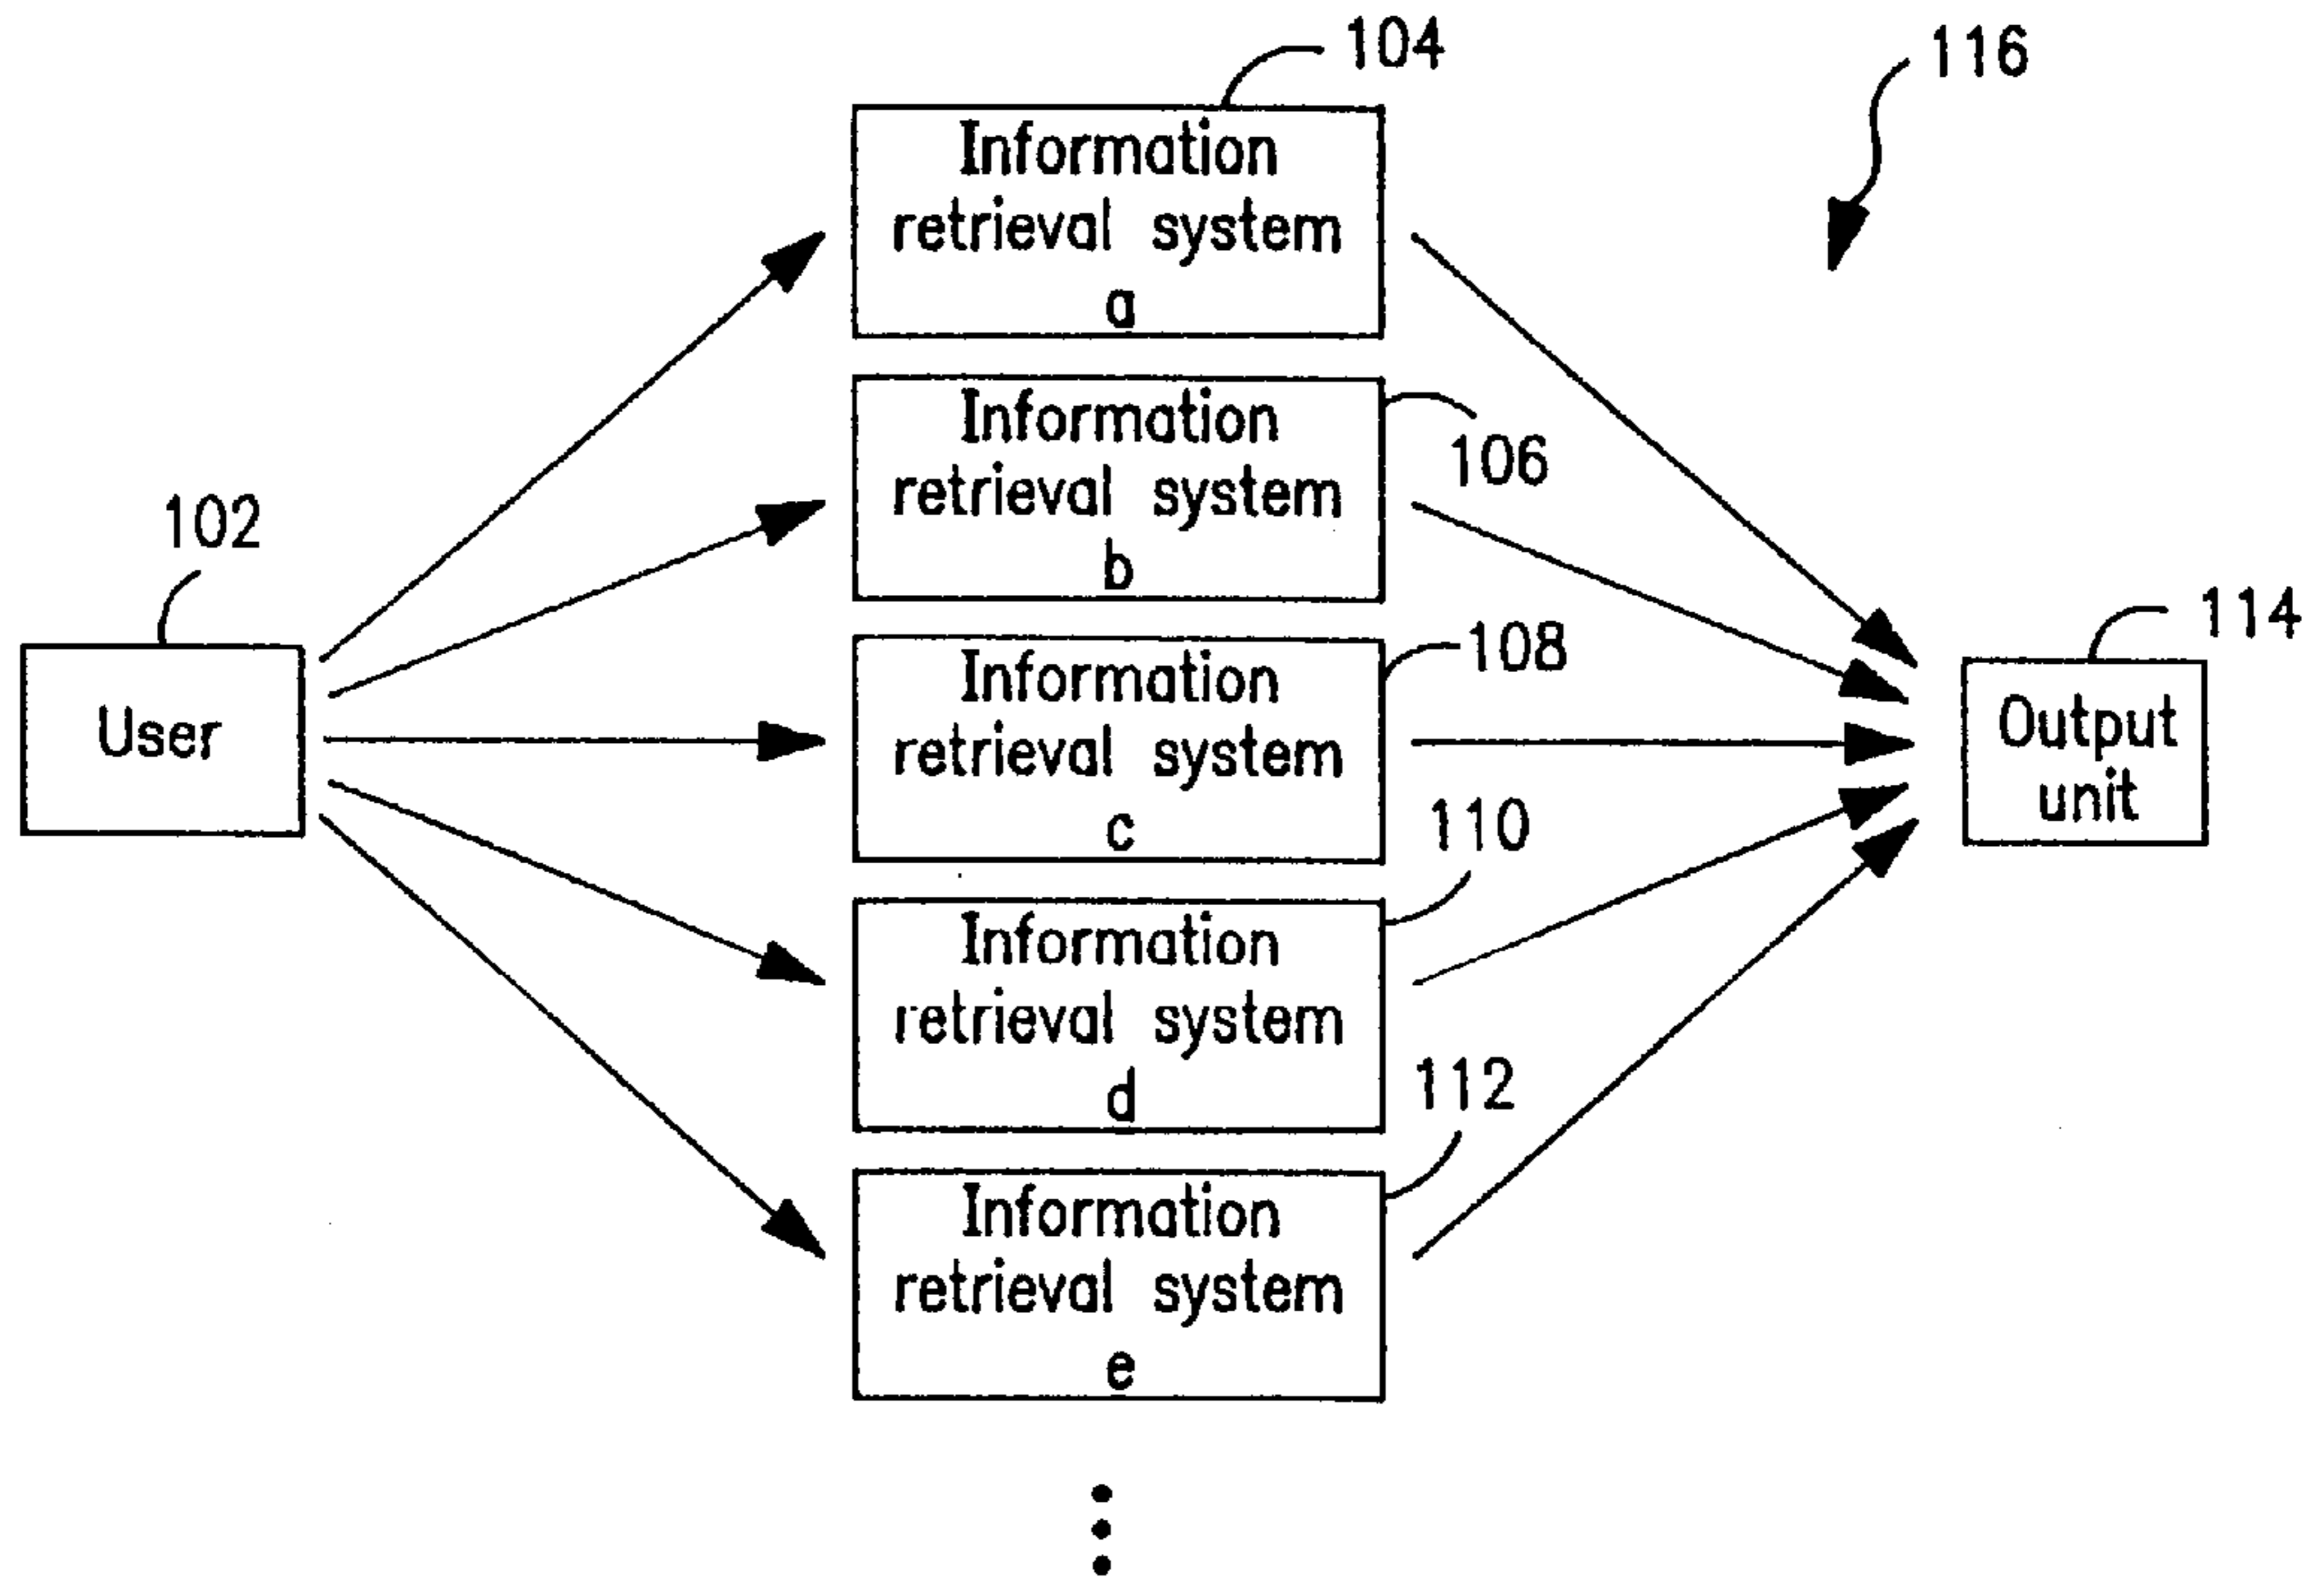 104
116
Information
retrieval system
a
Information
retrieval system
b
106
102
User
Information
retrieval system
c
108
114
Output
unit
110
Information
retrieval system
d
112
Information
retrieval system
e